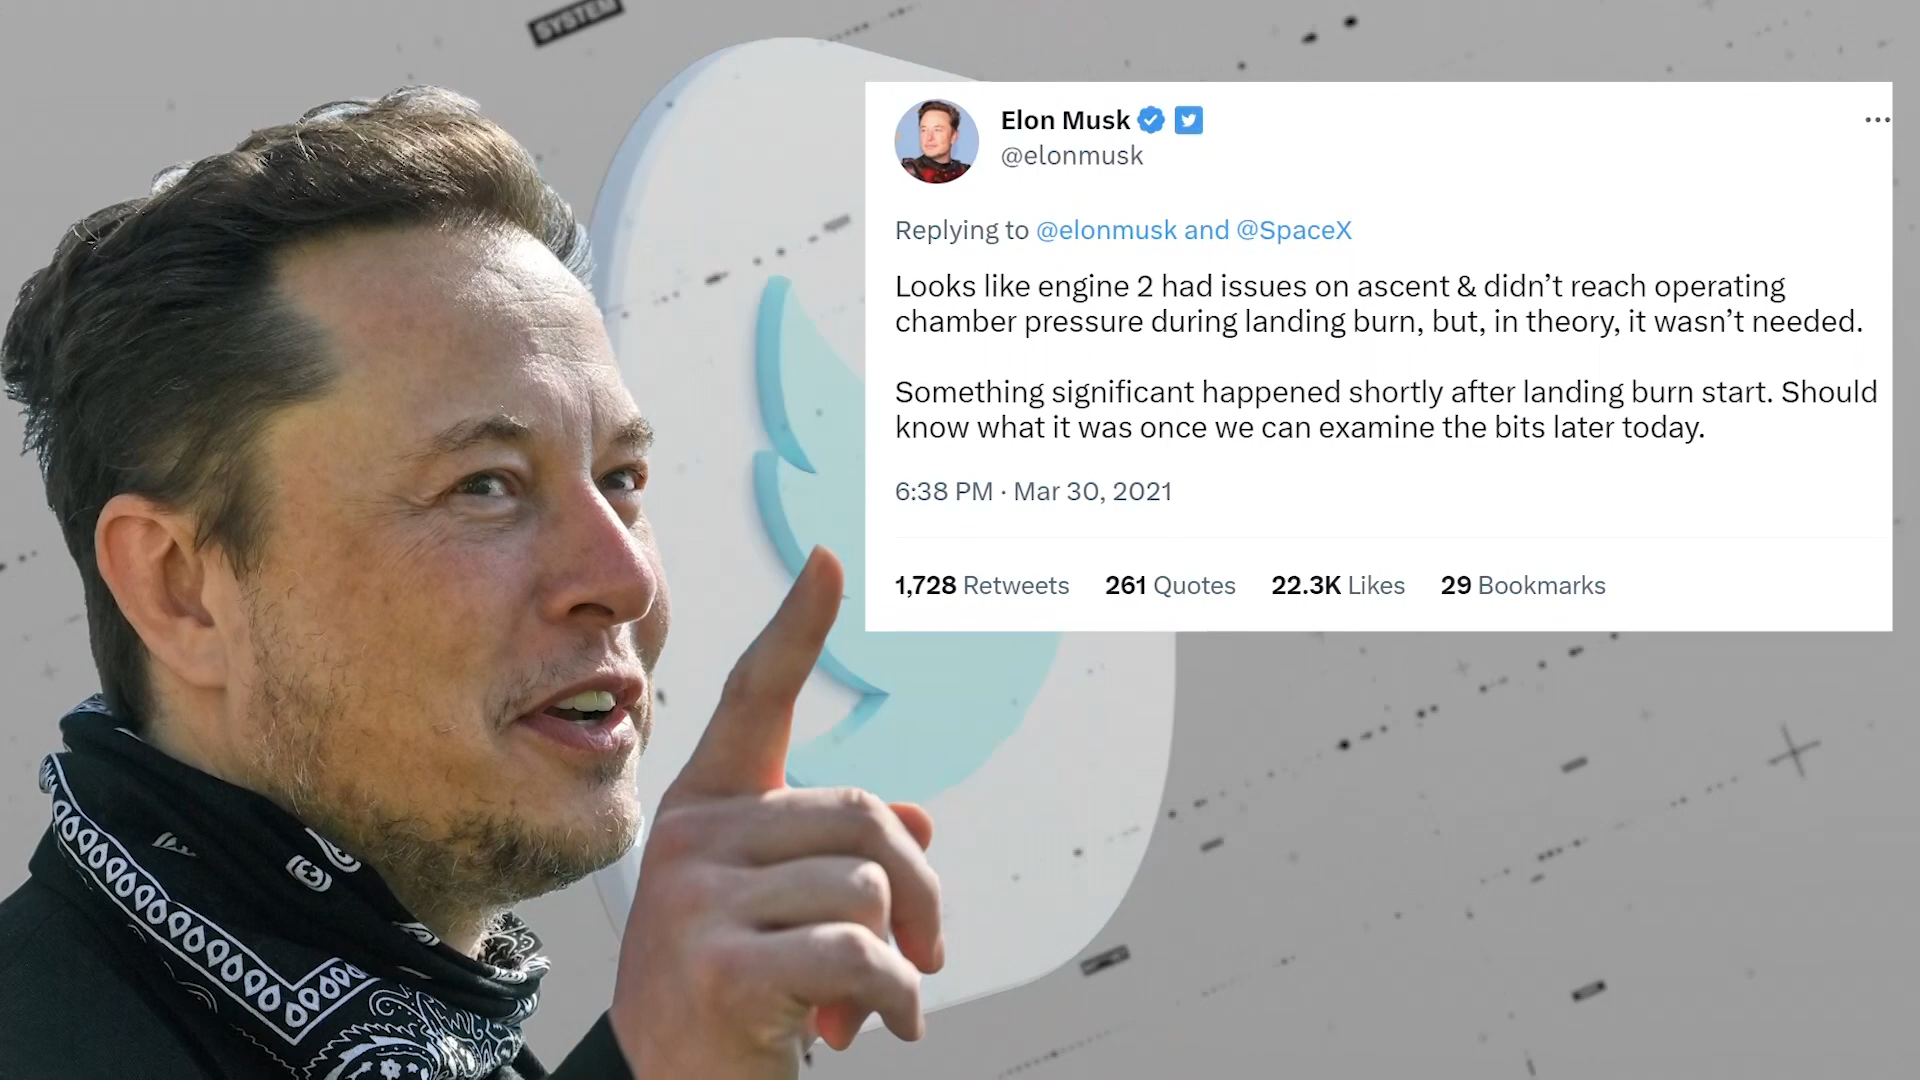 SYSTEM
Elon Musk
@elonmusk
Replying to @elonmusk and @SpaceX
Looks like engine 2 had issues on ascent & didn’t reach operating
chamber pressure during landing burn, but, in theory, it wasn’t needed.
Something significant happened shortly after landing burn start. Should
know what it was once we can examine the bits later today.
6:38 PM · Mar 30, 2021
1,728 Retweets 261 Quotes 22.3K Likes 29 Bookmarks